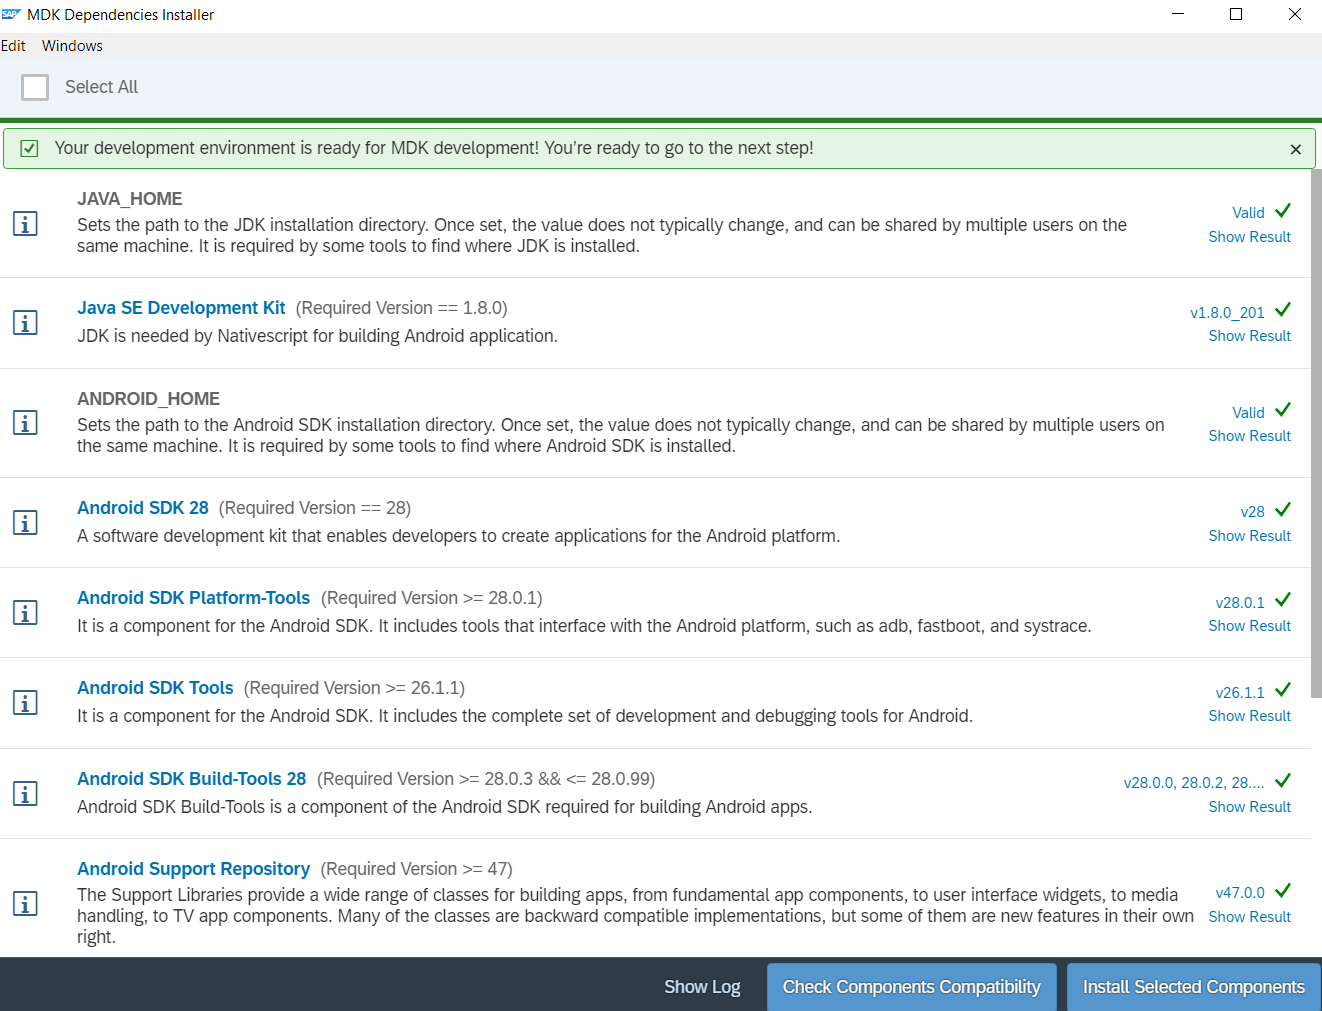 SAP MDK Dependencies Installer
Edit Windows
Select All
Your development environment is ready for MDK development! You're ready to go to the next step!
JAVA_HOME
Sets the path to the JDK installation directory. Once set, the value does not typically change, and can be shared by multiple users on the
same machine. It is required by some tools to find where JDK is installed.
Valid
Show Result
Java SE Development Kit (Required Version == 1.8.0)
JDK is needed by Nativescript for building Android application.
v1.8.0_201
Show Result
ANDROID_HOME
Sets the path to the Android SDK installation directory. Once set, the value does not typically change, and can be shared by multiple users on
the same machine. It is required by some tools to find where Android SDK is installed.
Valid
Show Result
Android SDK 28 (Required Version == 28)
A software development kit that enables developers to create applications for the Android platform.
v28
Show Result
Android SDK Platform-Tools (Required Version >= 28.0.1)
It is a component for the Android SDK. It includes tools that interface with the Android platform, such as adb, fastboot, and systrace.
v28.0.1
Show Result
Android SDK Tools (Required Version >= 26.1.1)
It is a component for the Android SDK. It includes the complete set of development and debugging tools for Android.
v26.1.1
Show Result
Android SDK Build-Tools 28 (Required Version >= 28.0.3 && <= 28.0.99)
Android SDK Build-Tools is a component of the Android SDK required for building Android apps.
v28.0.0, 28.0.2, 28....
Show Result
Android Support Repository (Required Version >= 47)
The Support Libraries provide a wide range of classes for building apps, from fundamental app components, to user interface widgets, to media
handling, to TV app components. Many of the classes are backward compatible implementations, but some of them are new features in their own
right.
v47.0.0
Show Result
Show Log Check Components Compatibility Install Selected Components